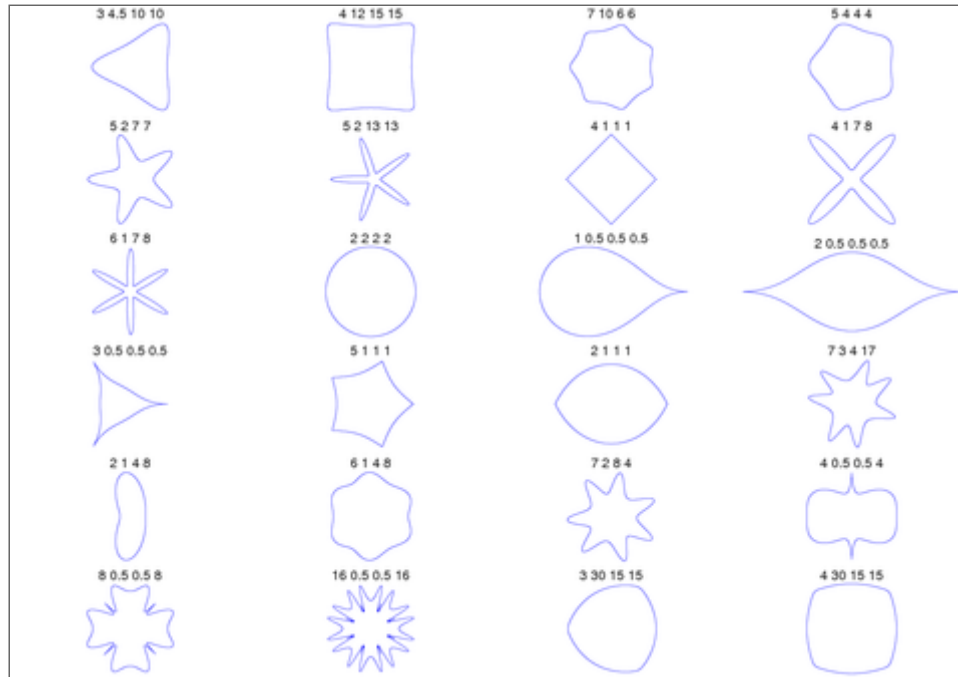 3 4.5 10 10
4 12 15 15
7 10 6 6
5 4 4 4
5 2 7 7
5 2 13 13
4 1 1 1
4 1 7 8
6 1 7 8
2 2 2 2
1 0.5 0.5 0.5
2 0.5 0.5 0.5
3 0.5 0.5 0.5
5 1 1 1
2 1 1 1
7 3 4 17
2 1 4 8
6 1 4 8
7 2 8 4
4 0.5 0.5 4
8 0.5 0.5 8
16 0.5 0.5 16
3 30 15 15
4 30 15 15